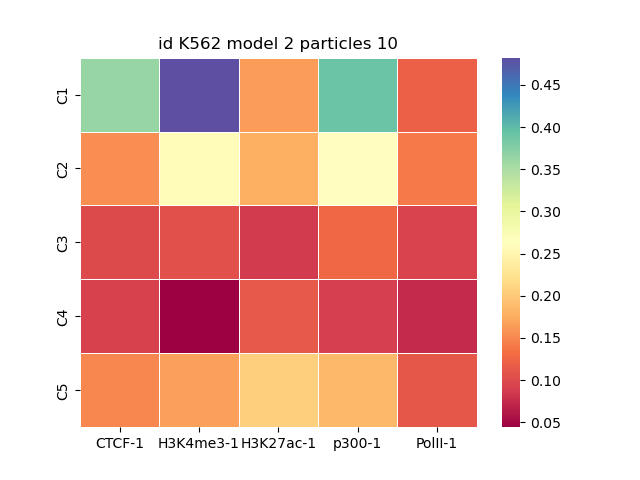 id K562 model 2 particles 10
C1
C2
C3
C4
C5
CTCF-1 H3K4me3-1 H3K27ac-1 p300-1 PolII-1
0.45
0.40
0.35
0.30
0.25
0.20
0.15
0.10
0.05